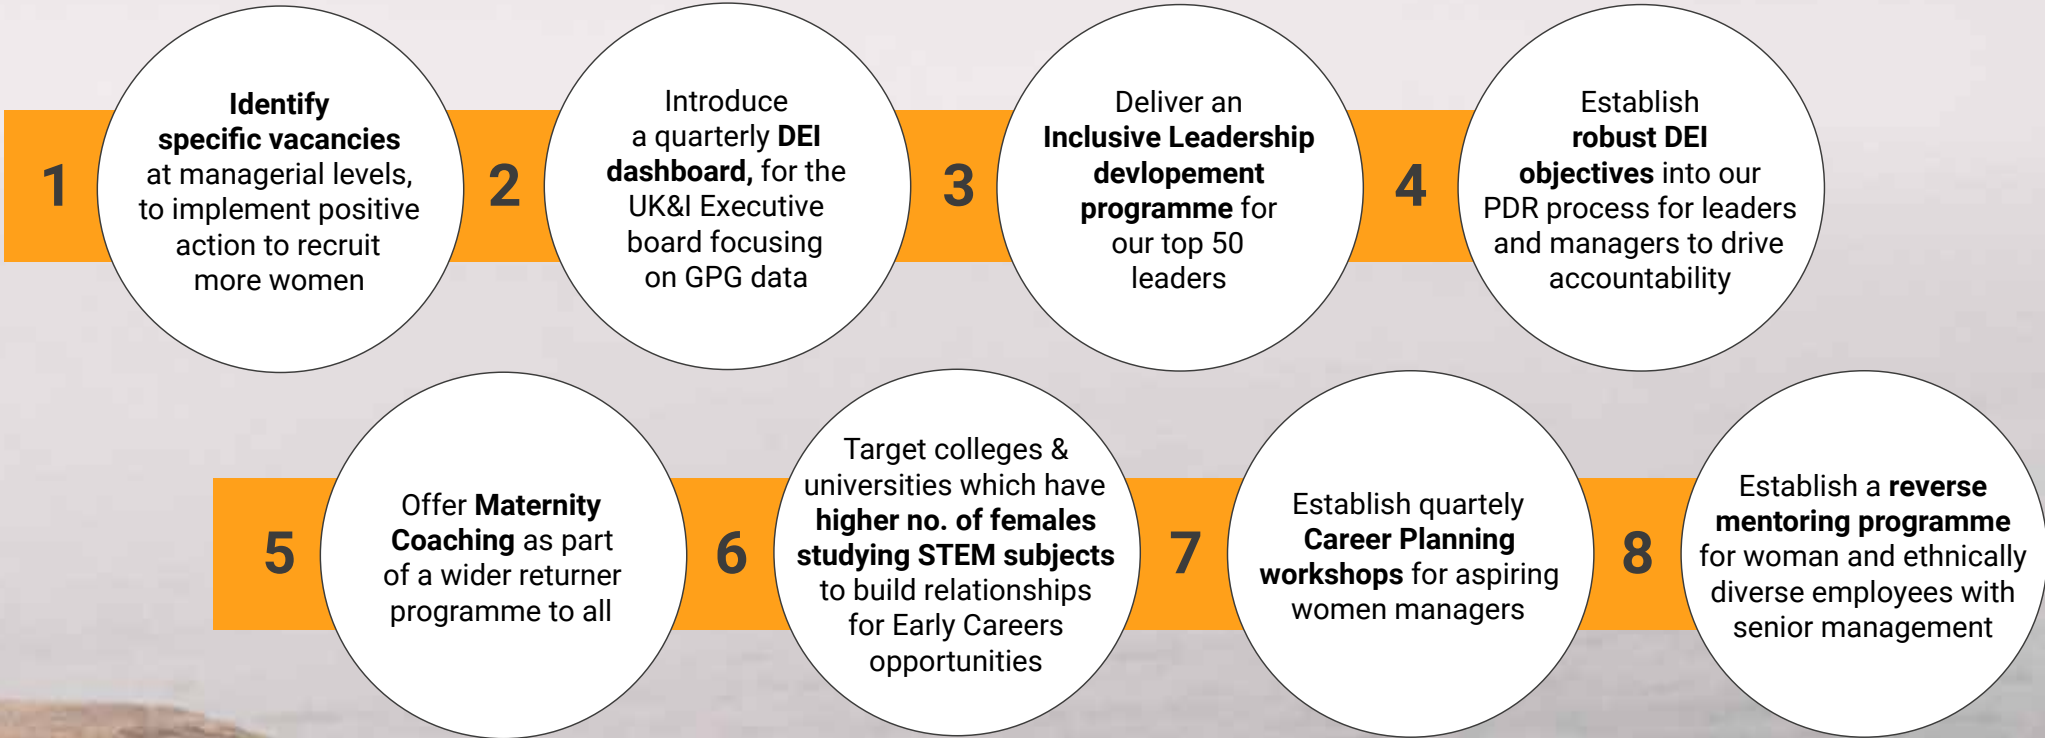 1
Identify
specific vacancies
at managerial levels,
to implement positive
action to recruit
more women
2
Introduce
a quarterly DEI
dashboard, for the
UK&I Executive
board focusing
on GPG data
3
Deliver an
Inclusive Leadership
devlopement
programme for
our top 50
leaders
4
Establish
robust DEI
objectives into our
PDR process for leaders
and managers to drive
accountability
5
Offer Maternity
Coaching as part
of a wider returner
programme to all
6
Target colleges &
universities which have
higher no. of females
studying STEM subjects
to build relationships
for Early Careers
opportunities
7
Establish quartely
Career Planning
workshops for aspiring
women managers
8
Establish a reverse
mentoring programme
for woman and ethnically
diverse employees with
senior management